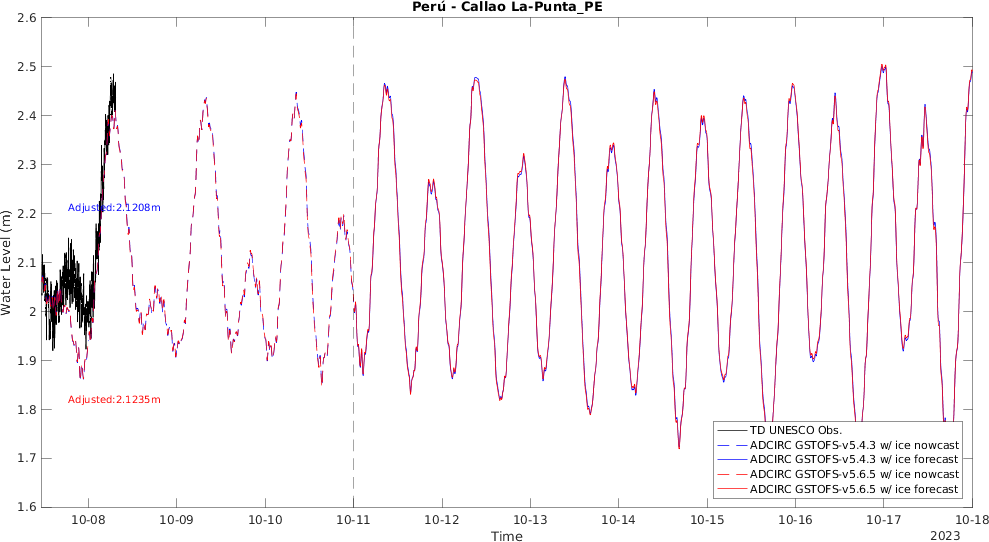 Perú - Callao La-Punta_PE
2.6
2.5
2.4
2.3
2.2
2.1
2
1.9
1.8
1.7
1.6
Water Level (m)
Adjusted:2.1208m
Adjusted:2.1235m
TD UNESCO Obs.
ADCIRC GSTOFS-v5.4.3 w/ ice nowcast
ADCIRC GSTOFS-v5.4.3 w/ ice forecast
ADCIRC GSTOFS-v5.6.5 w/ ice nowcast
ADCIRC GSTOFS-v5.6.5 w/ ice forecast
10-08 10-09 10-10 10-11 10-12 10-13 10-14 10-15 10-16 10-17 10-18
Time
2023